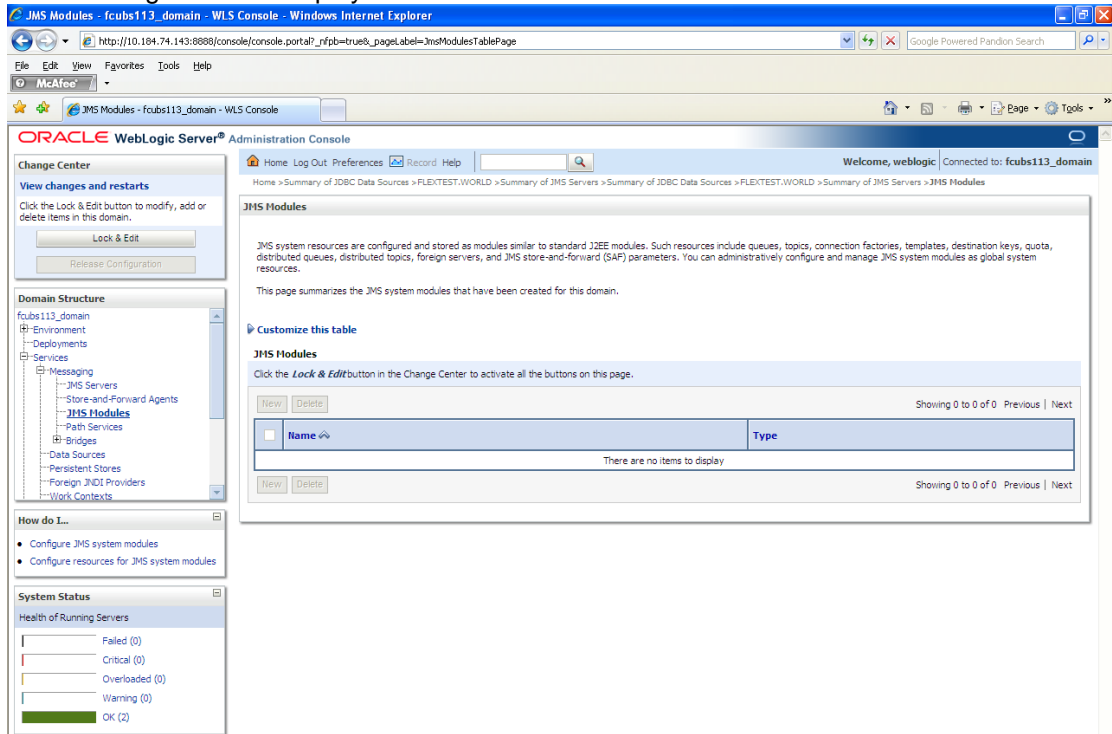 JMS Modules - fcubs113_domain - WLS Console - Windows Internet Explorer
http://10.184.74.143:8888/console/console.portal?_nfpb=true&_pageLabel=JmsModulesTablePage
Google Powered Pandion Search
File Edit View Favorites Tools Help
McAfee
JMS Modules - fcubs113_domain - WLS Console
Page Tools
ORACLE WebLogic Server® Administration Console
Change Center
View changes and restarts
Click the Lock & Edit button to modify, add or
delete items in this domain.
Lock & Edit
Release Configuration
Domain Structure
fcubs113_domain
Environment
Deployments
Services
Messaging
JMS Servers
Store-and-Forward Agents
JMS Modules
Path Services
Bridges
Data Sources
Persistent Stores
Foreign JNDI Providers
Work Contexts
How do I...
Configure JMS system modules
Configure resources for JMS system modules
System Status
Health of Running Servers
Failed (0)
Critical (0)
Overloaded (0)
Warning (0)
OK (2)
Home Log Out Preferences Record Help
Welcome, weblogic Connected to: fcubs113_domain
Home >Summary of JDBC Data Sources >FLEXTEST.WORLD >Summary of JMS Servers >Summary of JDBC Data Sources >FLEXTEST.WORLD >Summary of JMS Servers >JMS Modules
JMS Modules
JMS system resources are configured and stored as modules similar to standard J2EE modules. Such resources include queues, topics, connection factories, templates, destination keys, quota,
distributed queues, distributed topics, foreign servers, and JMS store-and-forward (SAF) parameters. You can administratively configure and manage JMS system modules as global system
resources.
This page summarizes the JMS system modules that have been created for this domain.
Customize this table
JMS Modules
Click the Lock & Edit button in the Change Center to activate all the buttons on this page.
New Delete
Showing 0 to 0 of 0 Previous | Next
Name Type
There are no items to display
New Delete
Showing 0 to 0 of 0 Previous | Next